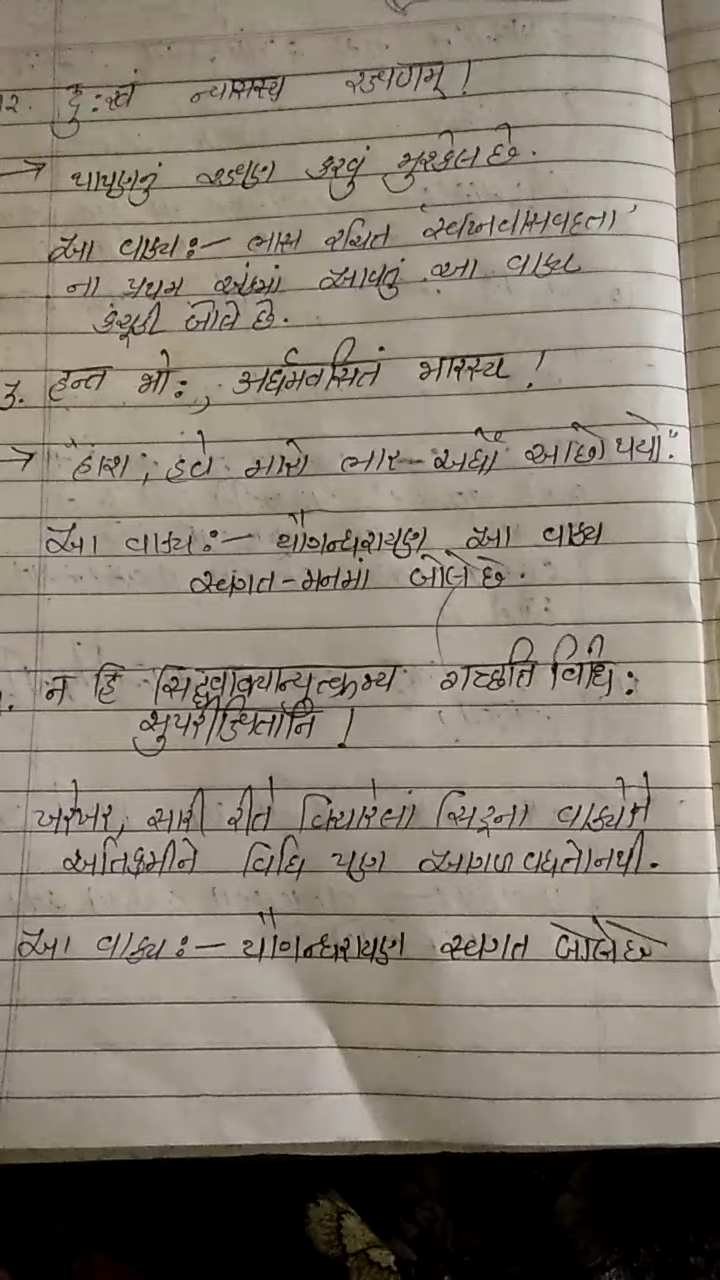 ૨. દુઃखं न्यासस्य रक्षणम् !
→ થાપણનું રક્ષણ કરવું મુશ્કેલ છે.
આ વાક્ય :- ભાસ રચિત 'સ્વપ્નવાસવદત્તા'
ના પ્રથમ અંકમાં આવતું આ વાક્ય
કંચુકી બોલે છે.
૩. हन्त भोः, अर्धमवसितं भारस्य !
→ "હાશ, હવે મારો ભાર-અર્ધો ઓછો થયો."
આ વાક્ય :- યૌગન્ધરાયણ આ વાક્ય
સ્વગત-મનમાં બોલે છે.
न हि सिद्धवाक्यान्युत्क्रम्य गच्छति विधिः
सुपरीक्षितानि !
ખરેખર, સારી રીતે વિચારેલાં સિદ્ધના વાક્યોને
અતિક્રમીને વિધિ પણ આગળ વધતો નથી.
આ વાક્ય :- યૌગન્ધરાયણ સ્વગત બોલે છે